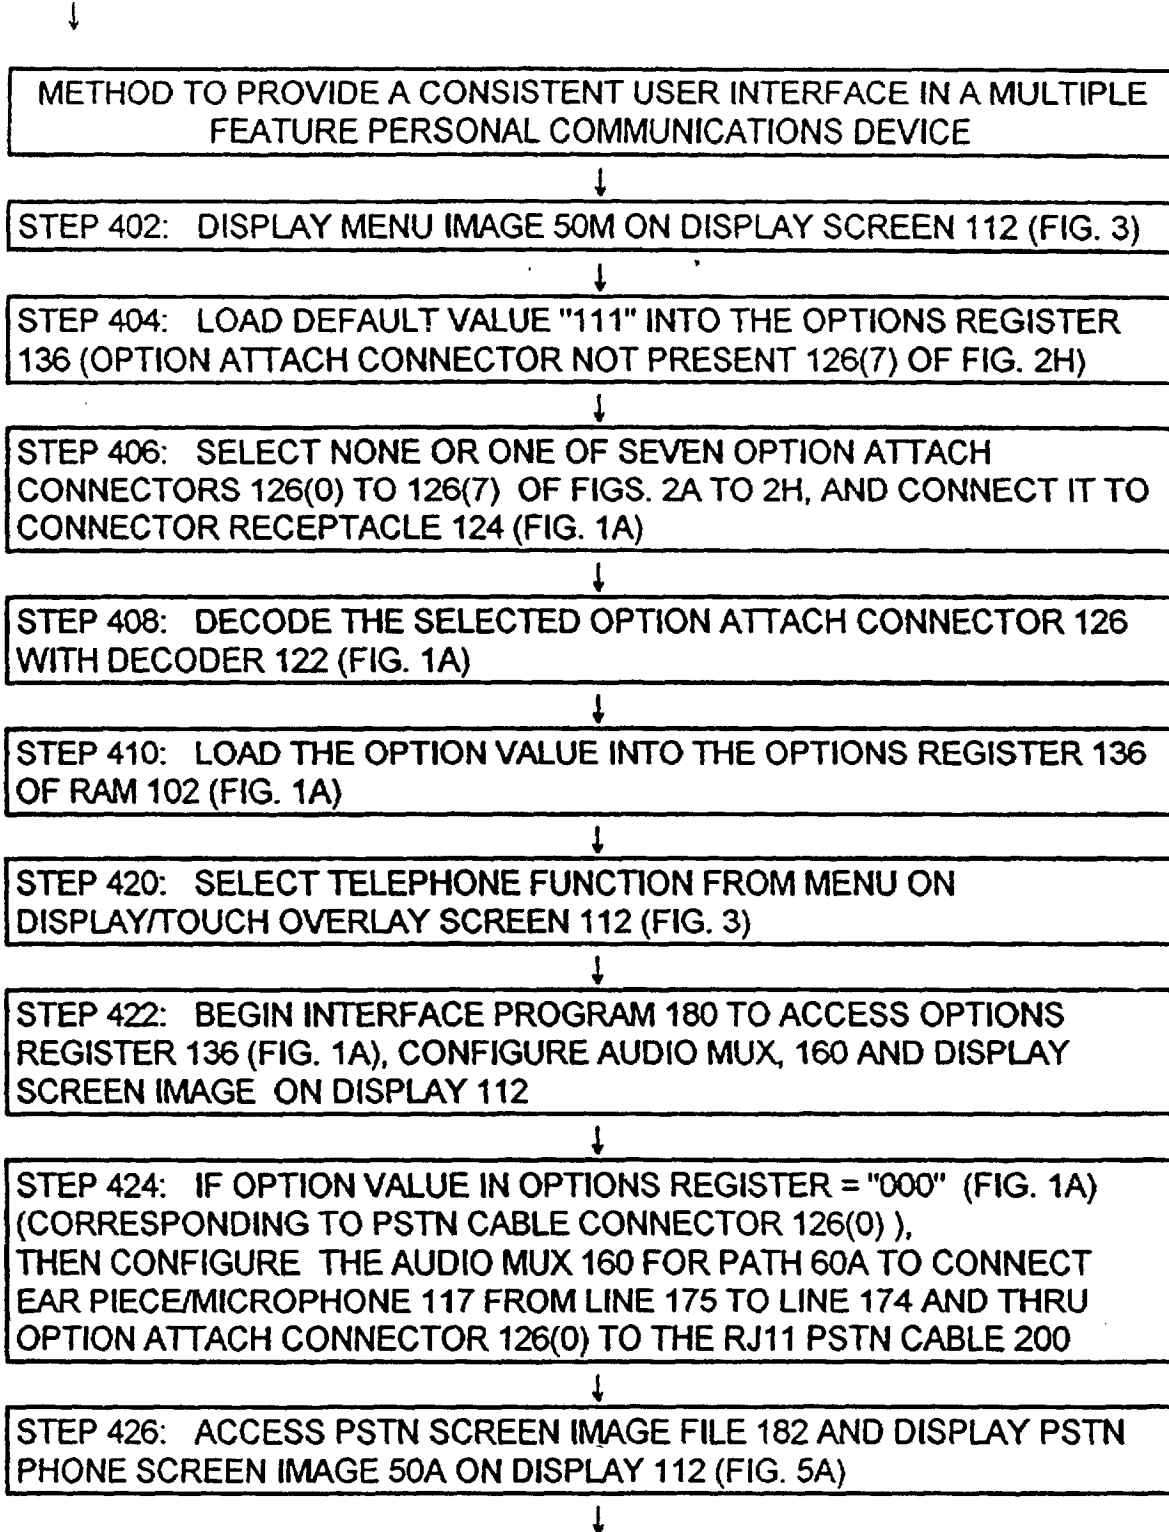 METHOD TO PROVIDE A CONSISTENT USER INTERFACE IN A MULTIPLE
FEATURE PERSONAL COMMUNICATIONS DEVICE
STEP 402: DISPLAY MENU IMAGE 50M ON DISPLAY SCREEN 112 (FIG. 3)
STEP 404: LOAD DEFAULT VALUE "111" INTO THE OPTIONS REGISTER
136 (OPTION ATTACH CONNECTOR NOT PRESENT 126(7) OF FIG. 2H)
STEP 406: SELECT NONE OR ONE OF SEVEN OPTION ATTACH
CONNECTORS 126(0) TO 126(7) OF FIGS. 2A TO 2H, AND CONNECT IT TO
CONNECTOR RECEPTACLE 124 (FIG. 1A)
STEP 408: DECODE THE SELECTED OPTION ATTACH CONNECTOR 126
WITH DECODER 122 (FIG. 1A)
STEP 410: LOAD THE OPTION VALUE INTO THE OPTIONS REGISTER 136
OF RAM 102 (FIG. 1A)
STEP 420: SELECT TELEPHONE FUNCTION FROM MENU ON
DISPLAY/TOUCH OVERLAY SCREEN 112 (FIG. 3)
STEP 422: BEGIN INTERFACE PROGRAM 180 TO ACCESS OPTIONS
REGISTER 136 (FIG. 1A), CONFIGURE AUDIO MUX, 160 AND DISPLAY
SCREEN IMAGE ON DISPLAY 112
STEP 424: IF OPTION VALUE IN OPTIONS REGISTER = "000" (FIG. 1A)
(CORRESPONDING TO PSTN CABLE CONNECTOR 126(0) ),
THEN CONFIGURE THE AUDIO MUX 160 FOR PATH 60A TO CONNECT
EAR PIECE/MICROPHONE 117 FROM LINE 175 TO LINE 174 AND THRU
OPTION ATTACH CONNECTOR 126(0) TO THE RJ11 PSTN CABLE 200
STEP 426: ACCESS PSTN SCREEN IMAGE FILE 182 AND DISPLAY PSTN
PHONE SCREEN IMAGE 50A ON DISPLAY 112 (FIG. 5A)